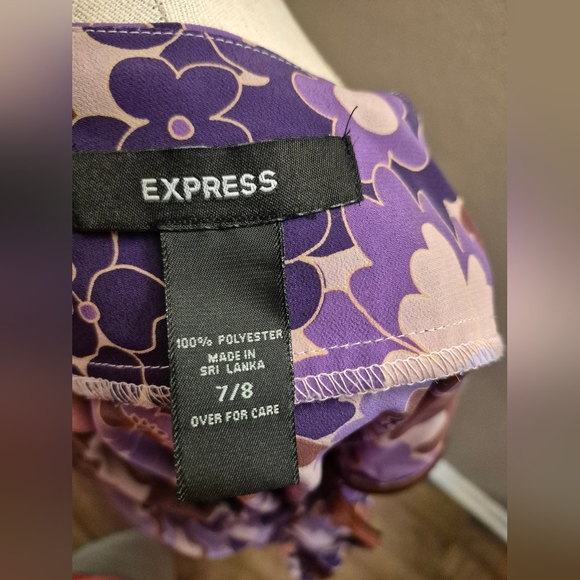 EXPRESS
100% POLYESTER
MADE IN
SRI LANKA
7/8
OVER FOR CARE